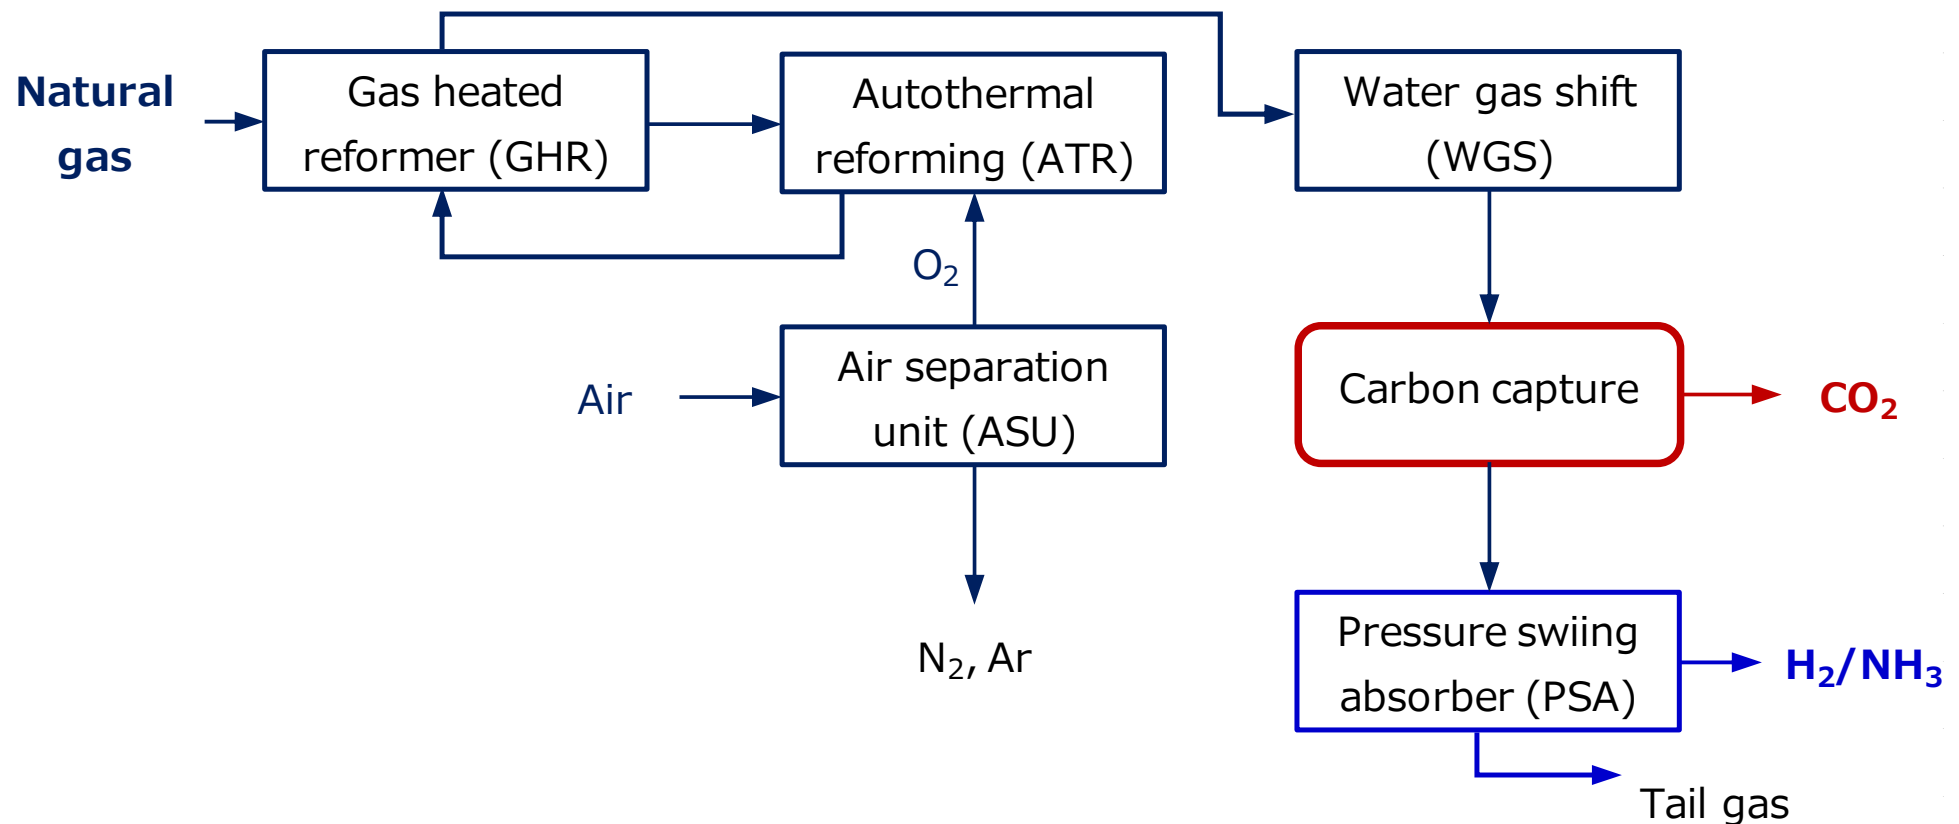 Natural
gas
Gas heated
reformer (GHR)
Autothermal
reforming (ATR)
Water gas shift
(WGS)
O₂
Air
Air separation
unit (ASU)
Carbon capture
CO₂
N₂, Ar
Pressure swiing
absorber (PSA)
H₂/NH₃
Tail gas